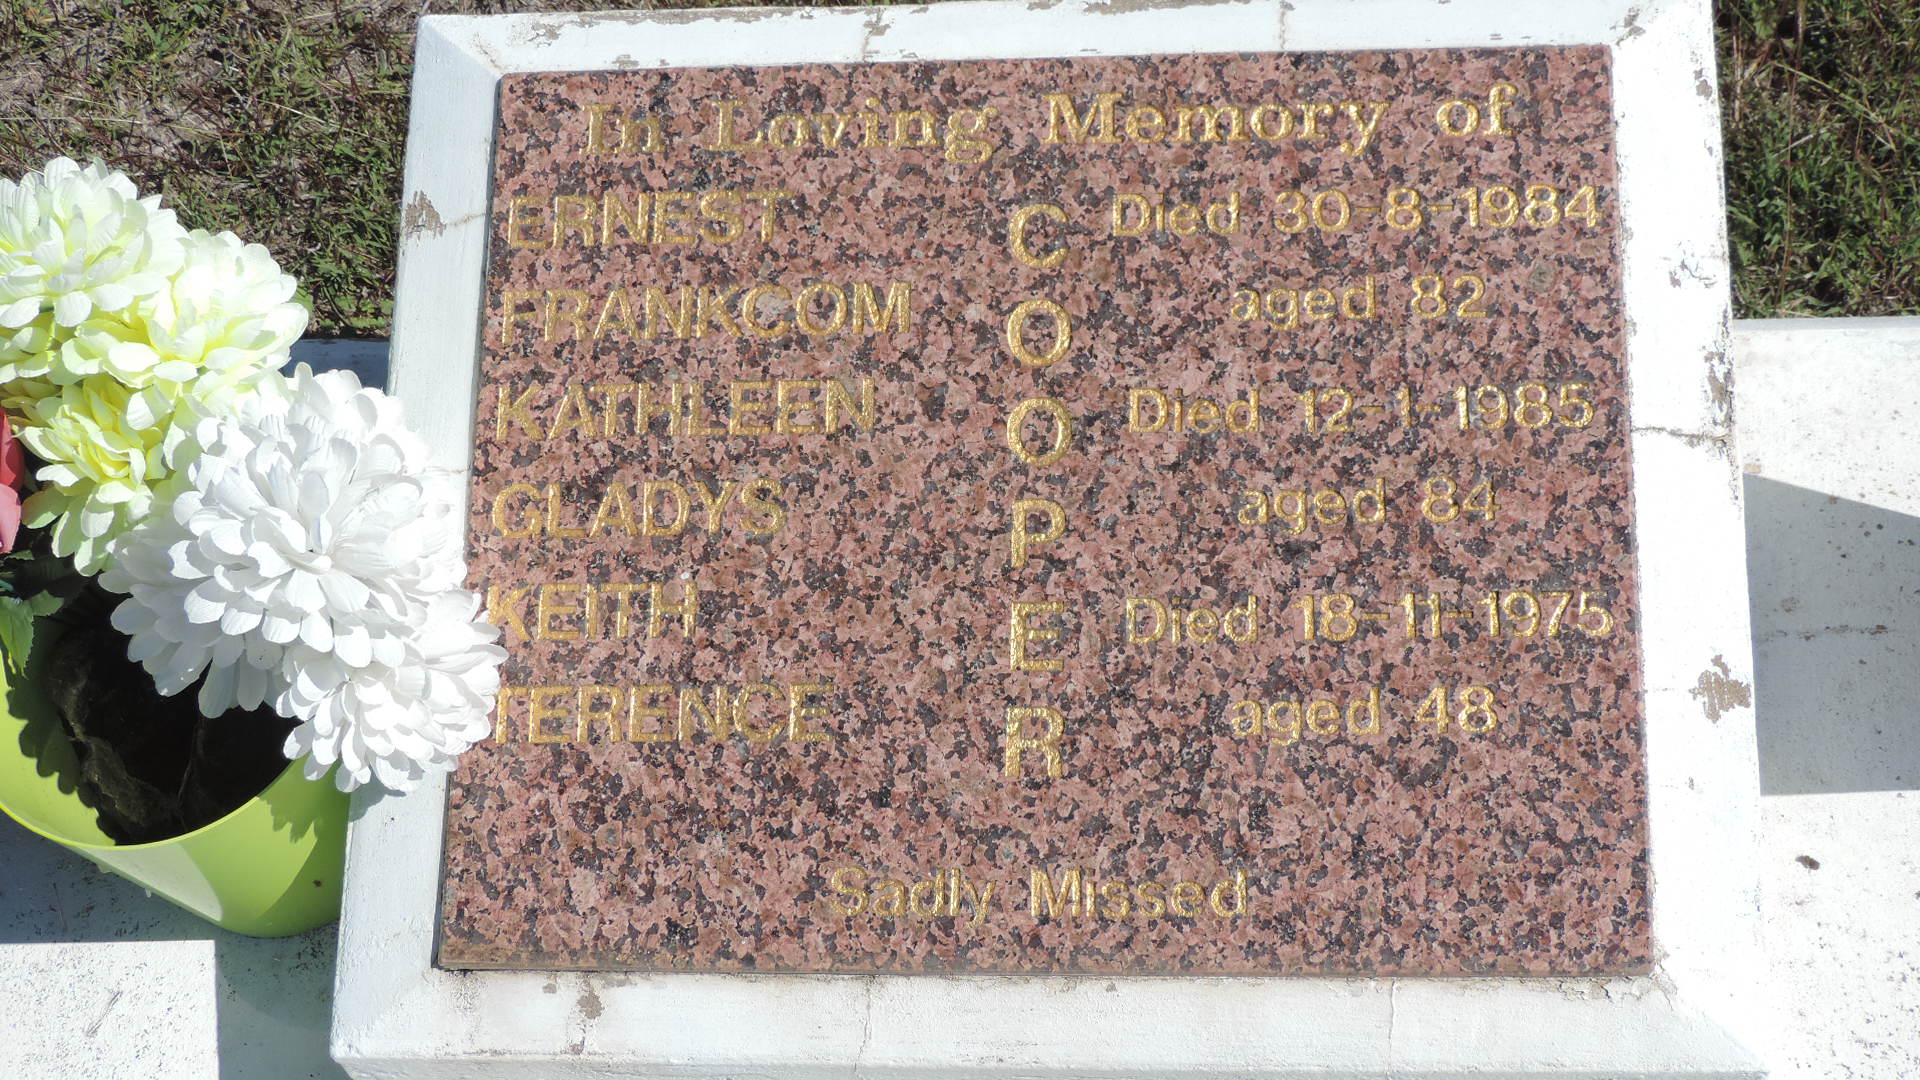 In Loving Memory of
ERNEST Died 30-8-1984
FRANKCOM aged 82
KATHLEEN Died 12-1-1985
GLADYS aged 84
KEITH Died 18-11-1975
TERENCE aged 48
COOPER
Sadly Missed